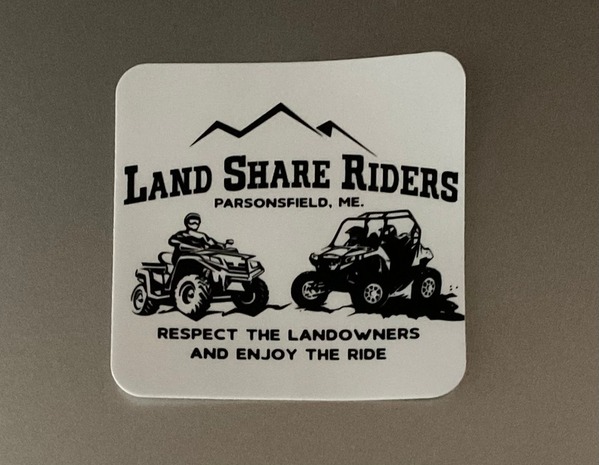 Land Share Riders
PARSONSFIELD, ME.
RESPECT THE LANDOWNERS
AND ENJOY THE RIDE